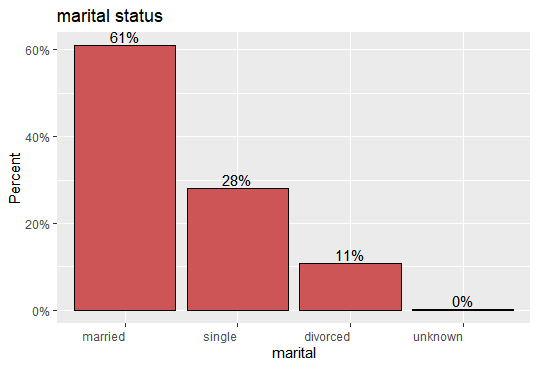 marital status
61%
60%
40%
28%
20%
11%
0%
0%
Percent
married single divorced unknown
marital